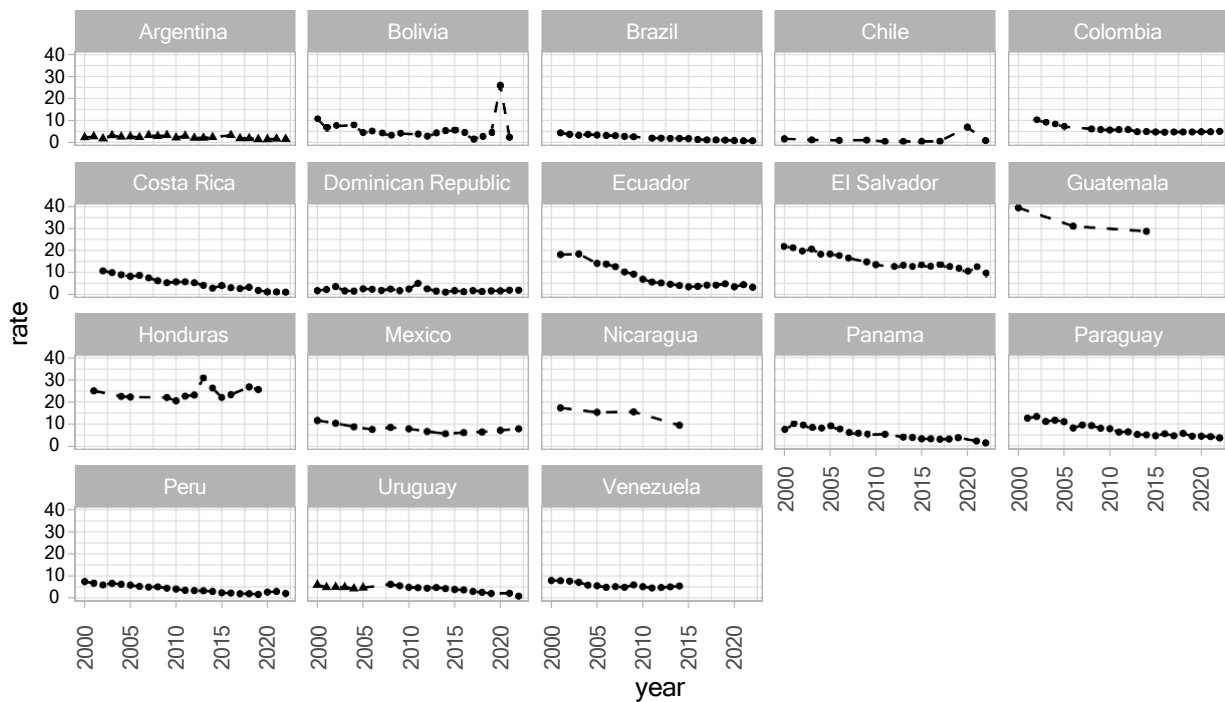 Argentina Bolivia Brazil Chile Colombia
40
30
20
10
0
Costa Rica Dominican Republic Ecuador El Salvador Guatemala
40
30
20
10
0
rate
Honduras Mexico Nicaragua Panama Paraguay
40
30
20
10
0
2000 2005 2010 2015 2020 2000 2005 2010 2015 2020
Peru Uruguay Venezuela
40
30
20
10
0
2000 2005 2010 2015 2020 2000 2005 2010 2015 2020 2000 2005 2010 2015 2020
year